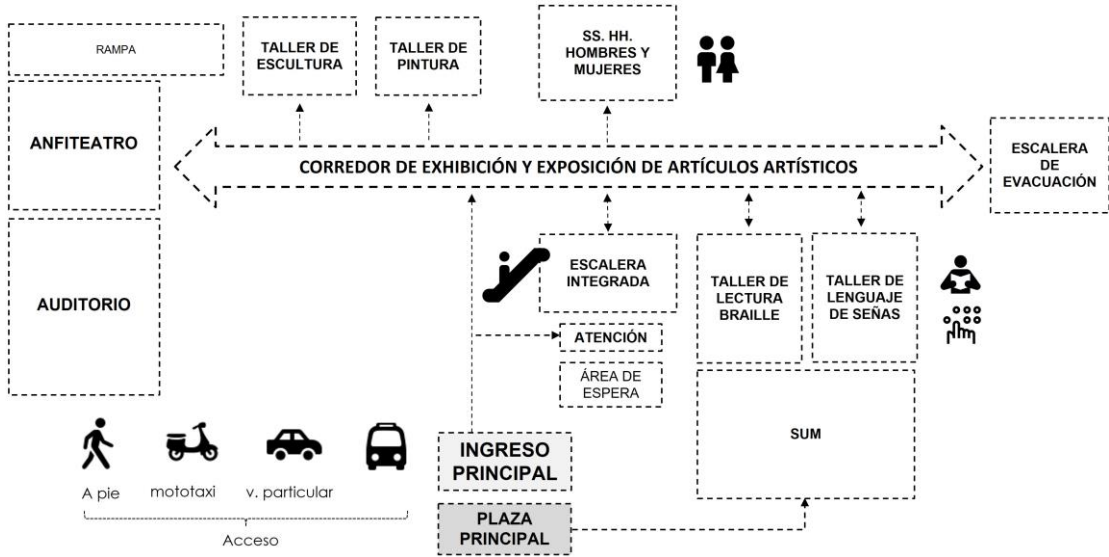 RAMPA
TALLER DE
ESCULTURA
TALLER DE
PINTURA
SS. HH.
HOMBRES Y
MUJERES
ANFITEATRO
CORREDOR DE EXHIBICIÓN Y EXPOSICIÓN DE ARTÍCULOS ARTÍSTICOS
ESCALERA
DE
EVACUACIÓN
AUDITORIO
ESCALERA
INTEGRADA
TALLER DE
LECTURA
BRAILLE
TALLER DE
LENGUAJE
DE SEÑAS
ATENCIÓN
ÁREA DE
ESPERA
SUM
INGRESO
PRINCIPAL
A pie
mototaxi
v. particular
Acceso
PLAZA
PRINCIPAL